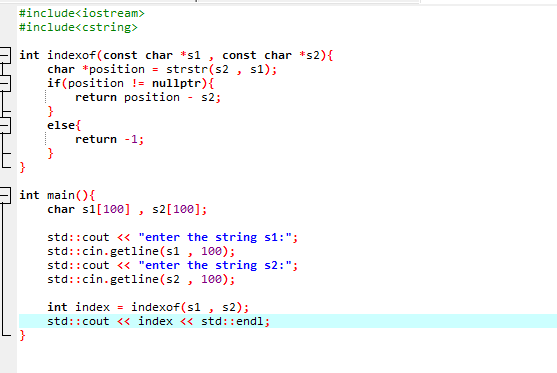 #include<iostream>
#include<cstring>
int indexof(const char *s1 , const char *s2){
char *position = strstr(s2 , s1);
if(position != nullptr){
return position - s2;
}
else{
return -1;
}
}
int main(){
char s1[100] , s2[100];
std::cout << "enter the string s1:";
std::cin.getline(s1 , 100);
std::cout << "enter the string s2:";
std::cin.getline(s2 , 100);
int index = indexof(s1 , s2);
std::cout << index << std::endl;
}